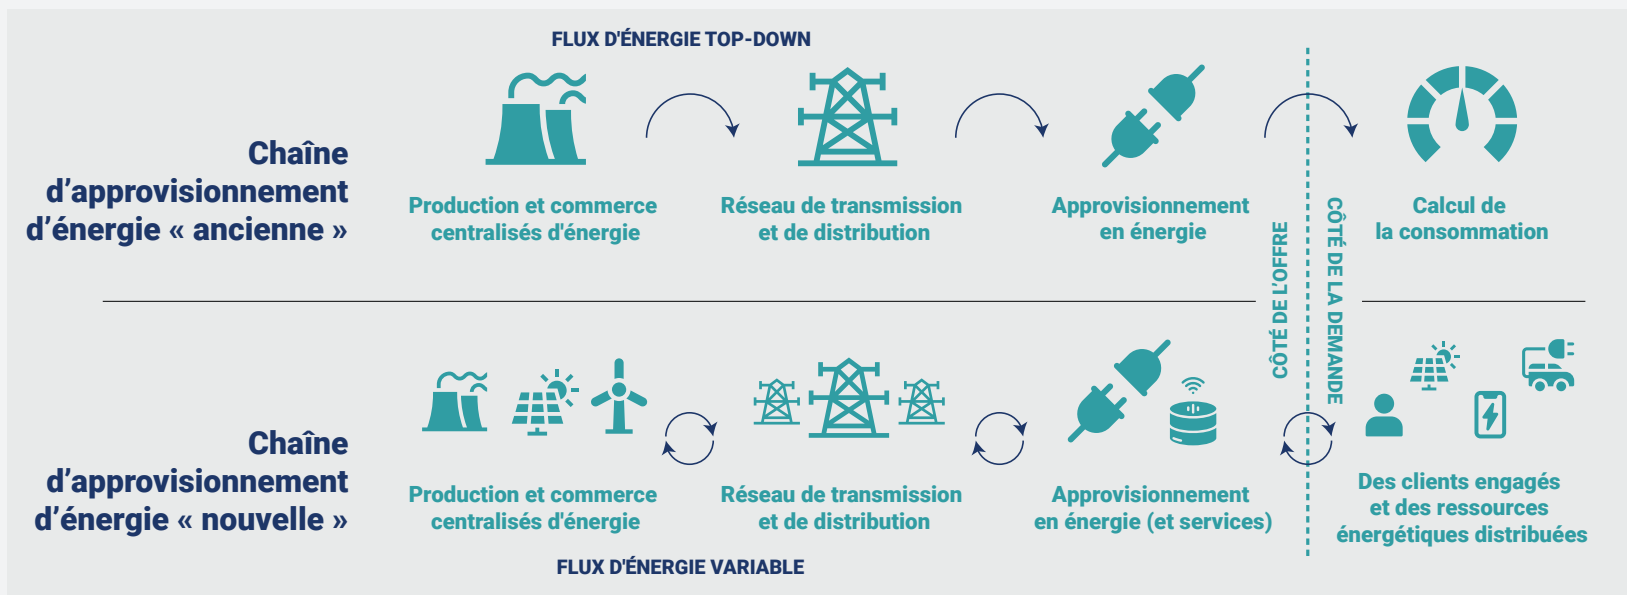 FLUX D'ÉNERGIE TOP-DOWN
Chaîne
d’approvisionnement
d’énergie « ancienne »
Production et commerce
centralisés d'énergie
Réseau de transmission
et de distribution
Approvisionnement
en énergie
CÔTÉ DE L’OFFRE
CÔTÉ DE LA DEMANDE
Calcul de
la consommation
Chaîne
d’approvisionnement
d’énergie « nouvelle »
Production et commerce
centralisés d'énergie
Réseau de transmission
et de distribution
Approvisionnement
en énergie (et services)
Des clients engagés
et des ressources
énergétiques distribuées
FLUX D'ÉNERGIE VARIABLE